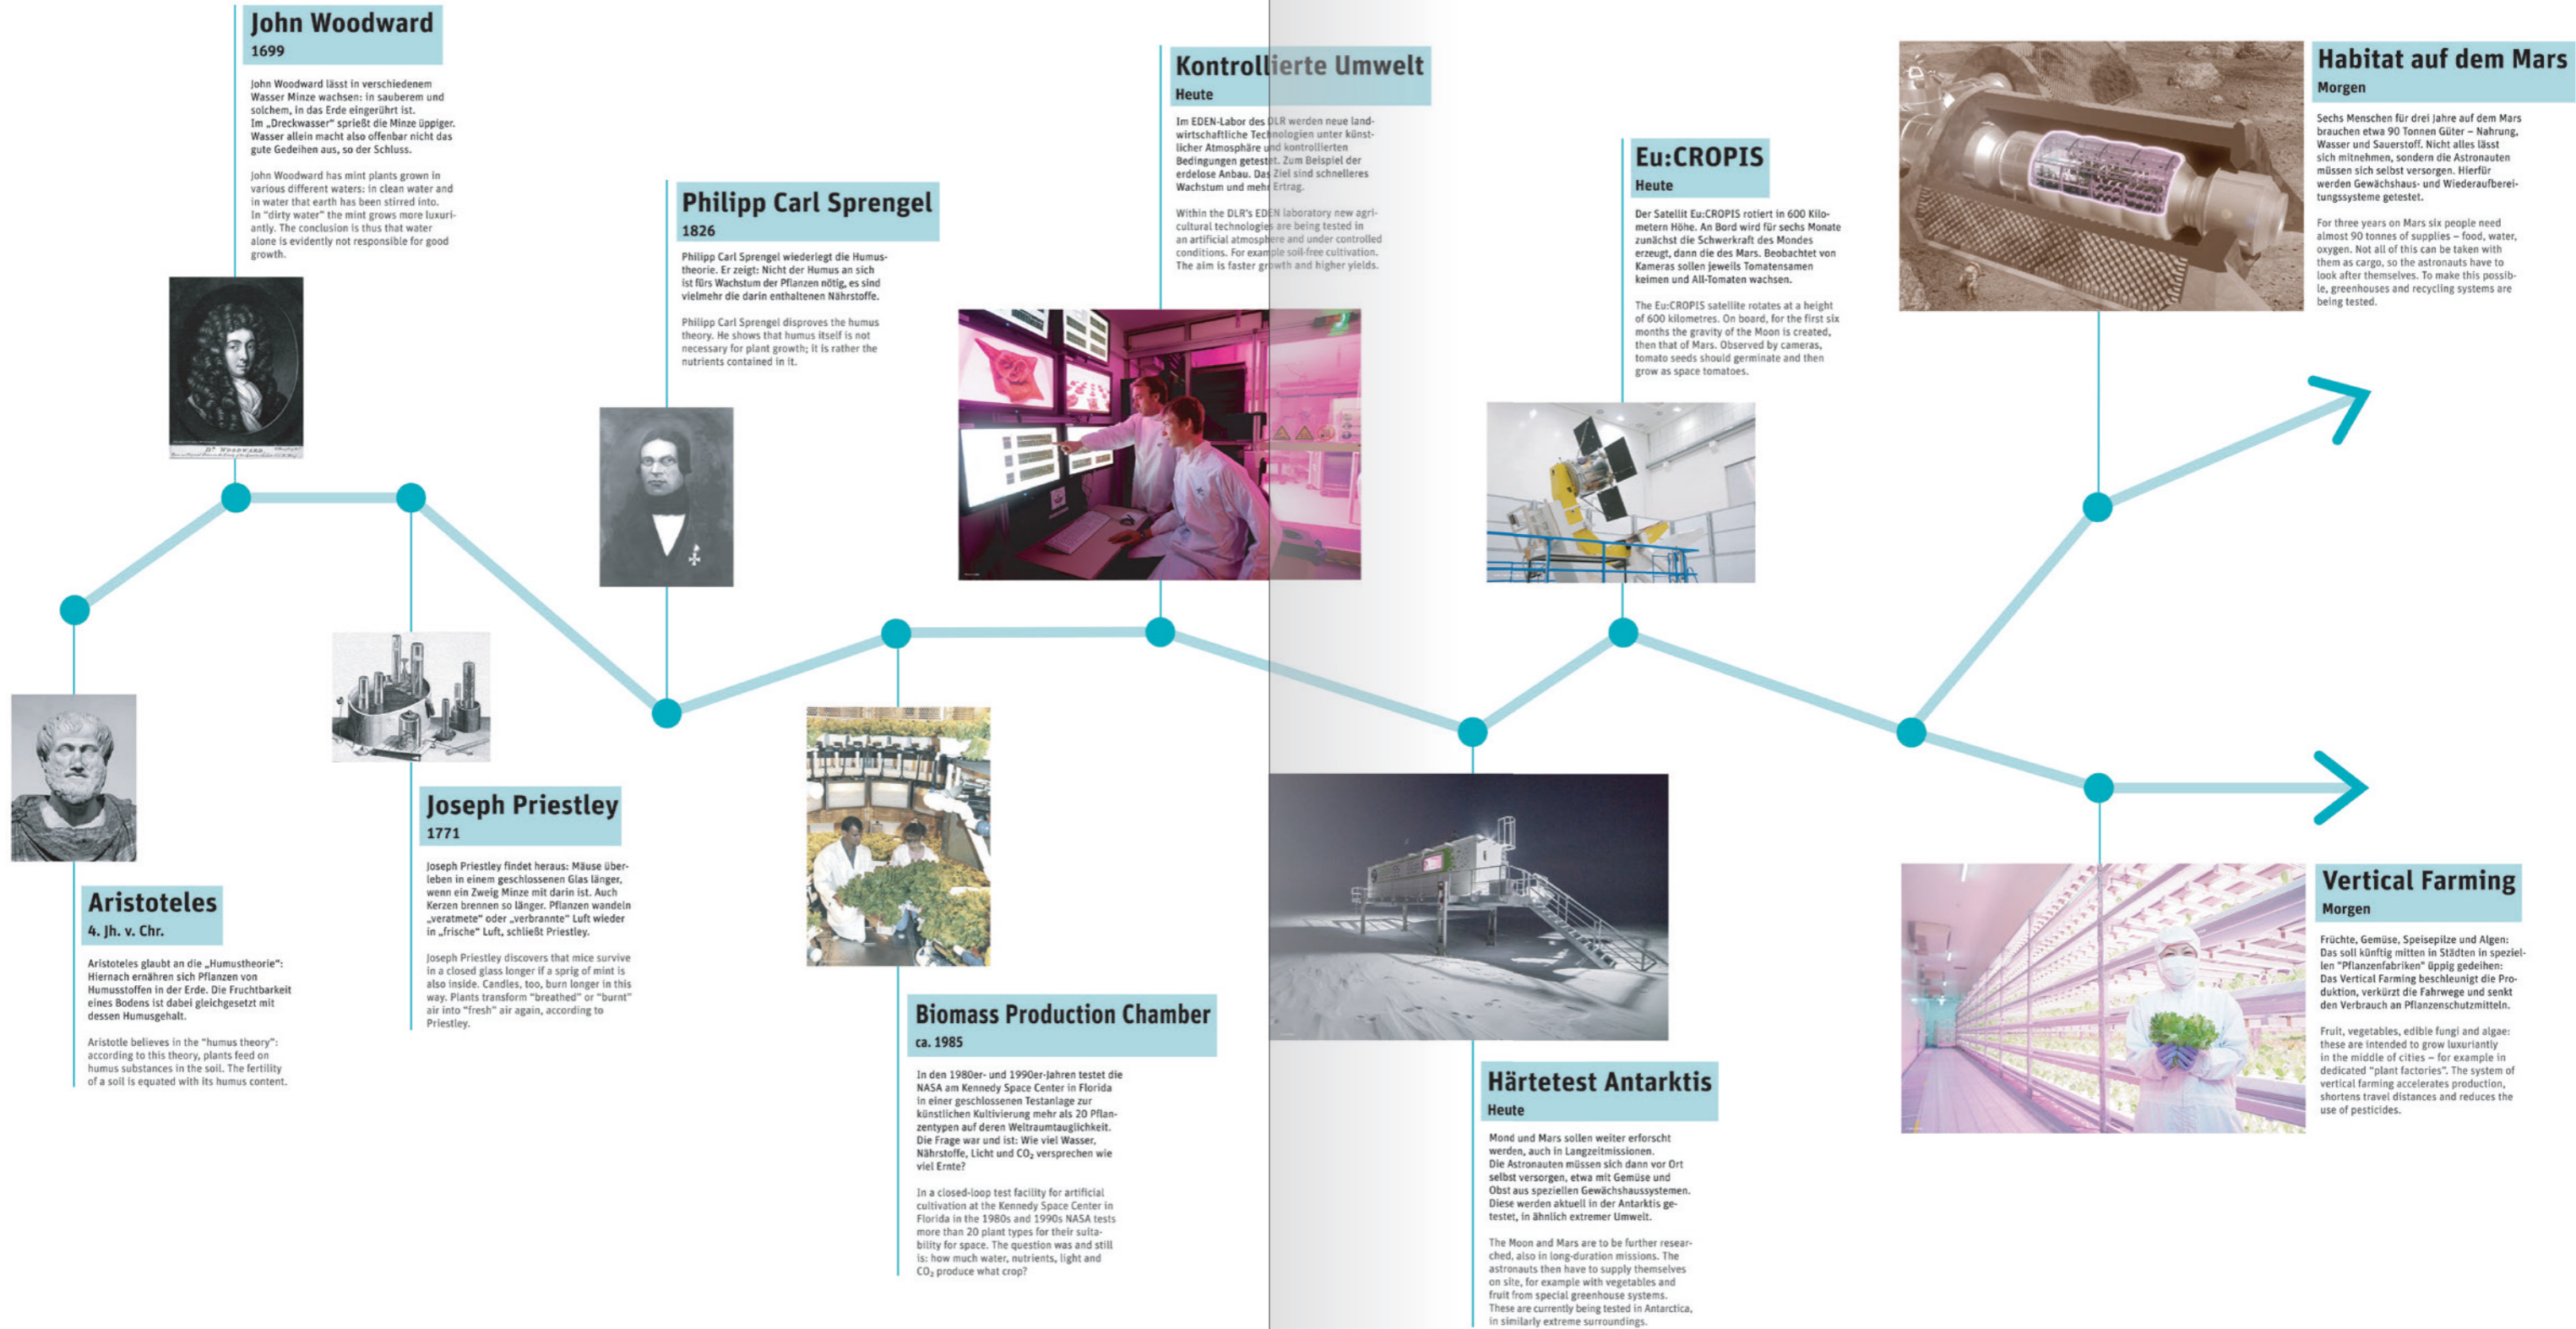 John Woodward
1699
John Woodward lässt in verschiedenem
Wasser Minze wachsen: in sauberem und
solchem, in das Erde eingerührt ist.
Im „Dreckwasser“ sprießt die Minze üppiger.
Wasser allein macht also offenbar nicht das
gute Gedeihen aus, so der Schluss.
John Woodward has mint plants grown in
various different waters: in clean water and
in water that earth has been stirred into.
In “dirty water” the mint grows more luxuri-
antly. The conclusion is thus that water
alone is evidently not responsible for good
growth.
Dr. WOODWARD.
Aristoteles
4. Jh. v. Chr.
Aristoteles glaubt an die „Humustheorie“:
Hiernach ernähren sich Pflanzen von
Humusstoffen in der Erde. Die Fruchtbarkeit
eines Bodens ist dabei gleichgesetzt mit
dessen Humusgehalt.
Aristotle believes in the “humus theory”:
according to this theory, plants feed on
humus substances in the soil. The fertility
of a soil is equated with its humus content.
Joseph Priestley
1771
Joseph Priestley findet heraus: Mäuse über-
leben in einem geschlossenen Glas länger,
wenn ein Zweig Minze mit darin ist. Auch
Kerzen brennen so länger. Pflanzen wandeln
„veratmete“ oder „verbrannte“ Luft wieder
in „frische“ Luft, schließt Priestley.
Joseph Priestley discovers that mice survive
in a closed glass longer if a sprig of mint is
also inside. Candles, too, burn longer in this
way. Plants transform “breathed” or “burnt”
air into “fresh” air again, according to
Priestley.
Philipp Carl Sprengel
1826
Philipp Carl Sprengel wiederlegt die Humus-
theorie. Er zeigt: Nicht der Humus an sich
ist fürs Wachstum der Pflanzen nötig, es sind
vielmehr die darin enthaltenen Nährstoffe.
Philipp Carl Sprengel disproves the humus
theory. He shows that humus itself is not
necessary for plant growth; it is rather the
nutrients contained in it.
Biomass Production Chamber
ca. 1985
In den 1980er- und 1990er-Jahren testet die
NASA am Kennedy Space Center in Florida
in einer geschlossenen Testanlage zur
künstlichen Kultivierung mehr als 20 Pflan-
zentypen auf deren Weltraumtauglichkeit.
Die Frage war und ist: Wie viel Wasser,
Nährstoffe, Licht und CO₂ versprechen wie
viel Ernte?
In a closed-loop test facility for artificial
cultivation at the Kennedy Space Center in
Florida in the 1980s and 1990s NASA tests
more than 20 plant types for their suita-
bility for space. The question was and still
is: how much water, nutrients, light and
CO₂ produce what crop?
Kontrollierte Umwelt
Heute
Im EDEN-Labor des DLR werden neue land-
wirtschaftliche Technologien unter künst-
licher Atmosphäre und kontrollierten
Bedingungen getestet. Zum Beispiel der
erdelose Anbau. Das Ziel sind schnelleres
Wachstum und mehr Ertrag.
Within the DLR's EDEN laboratory new agri-
cultural technologies are being tested in
an artificial atmosphere and under controlled
conditions. For example soil-free cultivation.
The aim is faster growth and higher yields.
Härtetest Antarktis
Heute
Mond und Mars sollen weiter erforscht
werden, auch in Langzeitmissionen.
Die Astronauten müssen sich dann vor Ort
selbst versorgen, etwa mit Gemüse und
Obst aus speziellen Gewächshaussystemen.
Diese werden aktuell in der Antarktis ge-
testet, in ähnlich extremer Umwelt.
The Moon and Mars are to be further resear-
ched, also in long-duration missions. The
astronauts then have to supply themselves
on site, for example with vegetables and
fruit from special greenhouse systems.
These are currently being tested in Antarctica,
in similarly extreme surroundings.
Eu:CROPIS
Heute
Der Satellit Eu:CROPIS rotiert in 600 Kilo-
metern Höhe. An Bord wird für sechs Monate
zunächst die Schwerkraft des Mondes
erzeugt, dann die des Mars. Beobachtet von
Kameras sollen jeweils Tomatensamen
keimen und All-Tomaten wachsen.
The Eu:CROPIS satellite rotates at a height
of 600 kilometres. On board, for the first six
months the gravity of the Moon is created,
then that of Mars. Observed by cameras,
tomato seeds should germinate and then
grow as space tomatoes.
Habitat auf dem Mars
Morgen
Sechs Menschen für drei Jahre auf dem Mars
brauchen etwa 90 Tonnen Güter – Nahrung,
Wasser und Sauerstoff. Nicht alles lässt
sich mitnehmen, sondern die Astronauten
müssen sich selbst versorgen. Hierfür
werden Gewächshaus- und Wiederaufberei-
tungssysteme getestet.
For three years on Mars six people need
almost 90 tonnes of supplies – food, water,
oxygen. Not all of this can be taken with
them as cargo, so the astronauts have to
look after themselves. To make this possib-
le, greenhouses and recycling systems are
being tested.
Vertical Farming
Morgen
Früchte, Gemüse, Speisepilze und Algen:
Das soll künftig mitten in Städten in speziel-
len "Pflanzenfabriken" üppig gedeihen:
Das Vertical Farming beschleunigt die Pro-
duktion, verkürzt die Fahrwege und senkt
den Verbrauch an Pflanzenschutzmitteln.
Fruit, vegetables, edible fungi and algae:
these are intended to grow luxuriantly
in the middle of cities – for example in
dedicated “plant factories”. The system of
vertical farming accelerates production,
shortens travel distances and reduces the
use of pesticides.